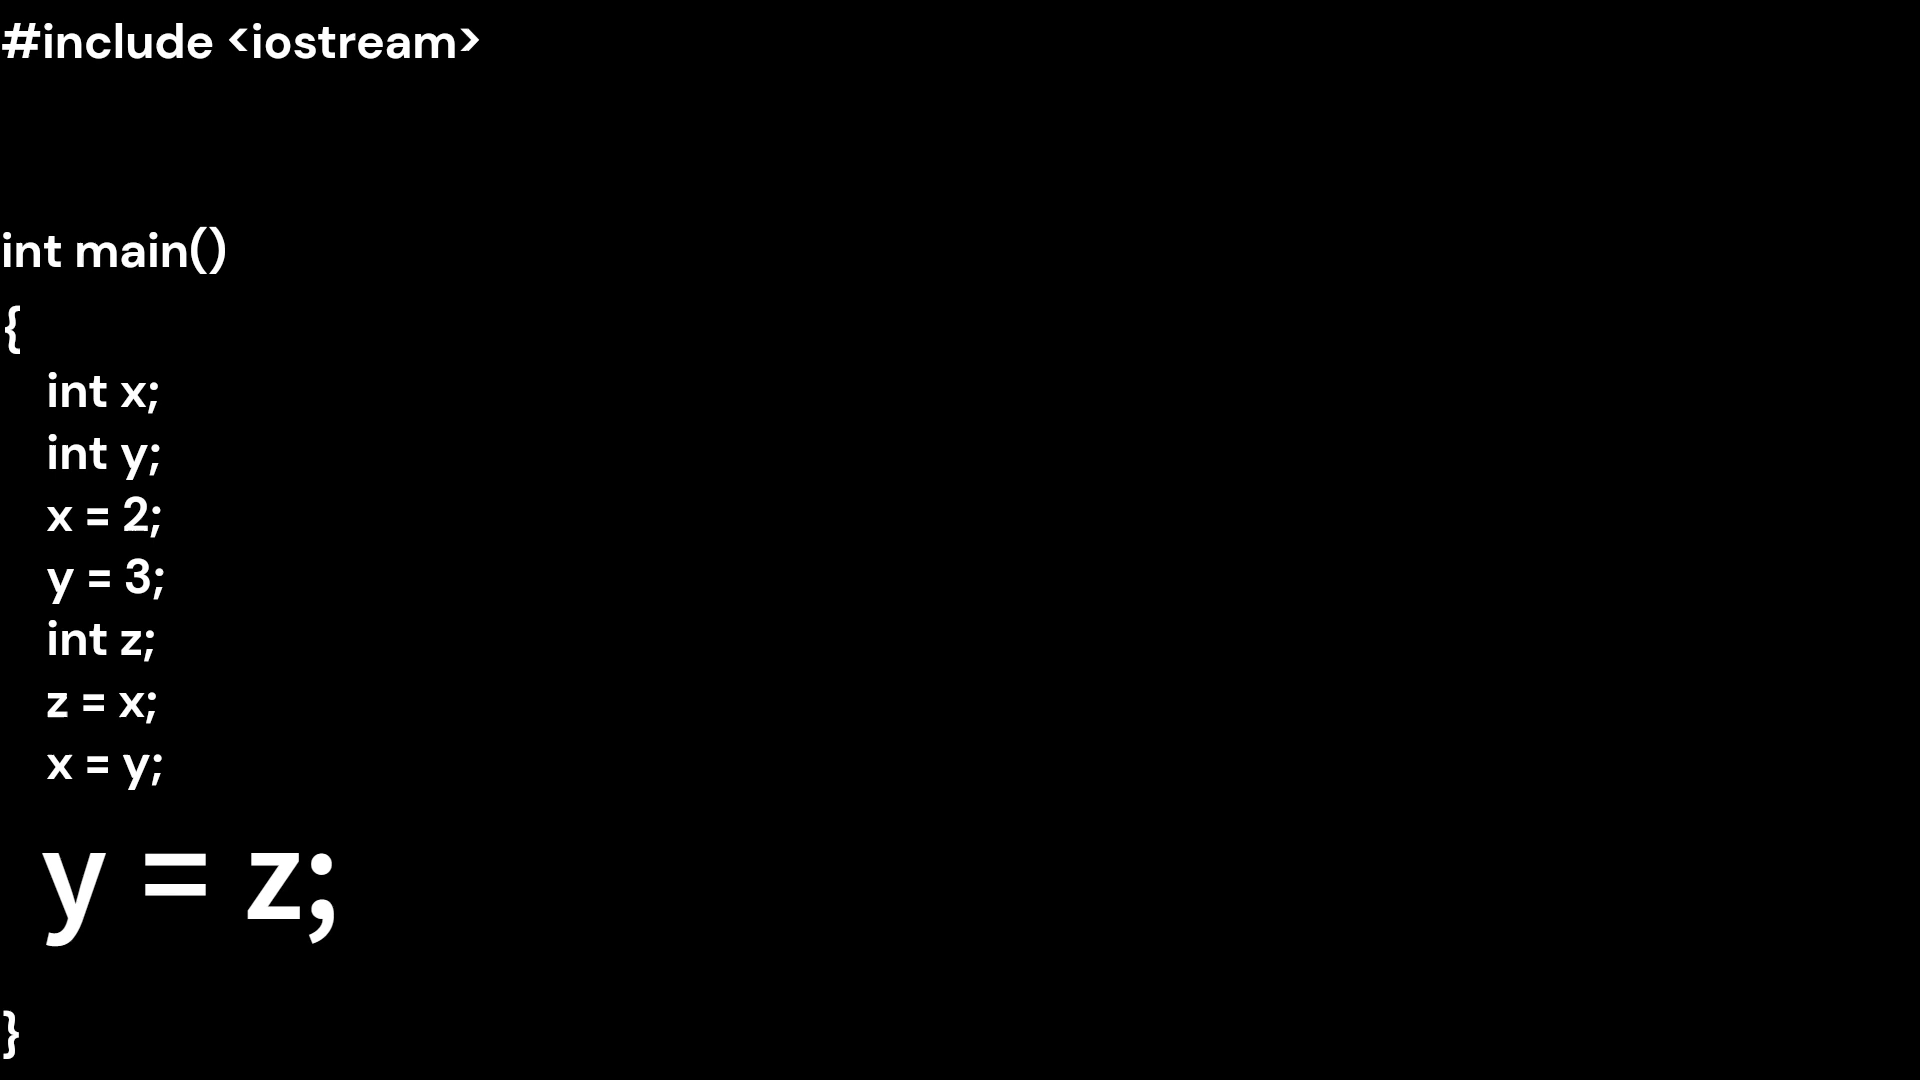 #include <iostream>
int main()
{
int x;
int y;
x = 2;
y = 3;
int z;
z = x;
x = y;
y = z;
}